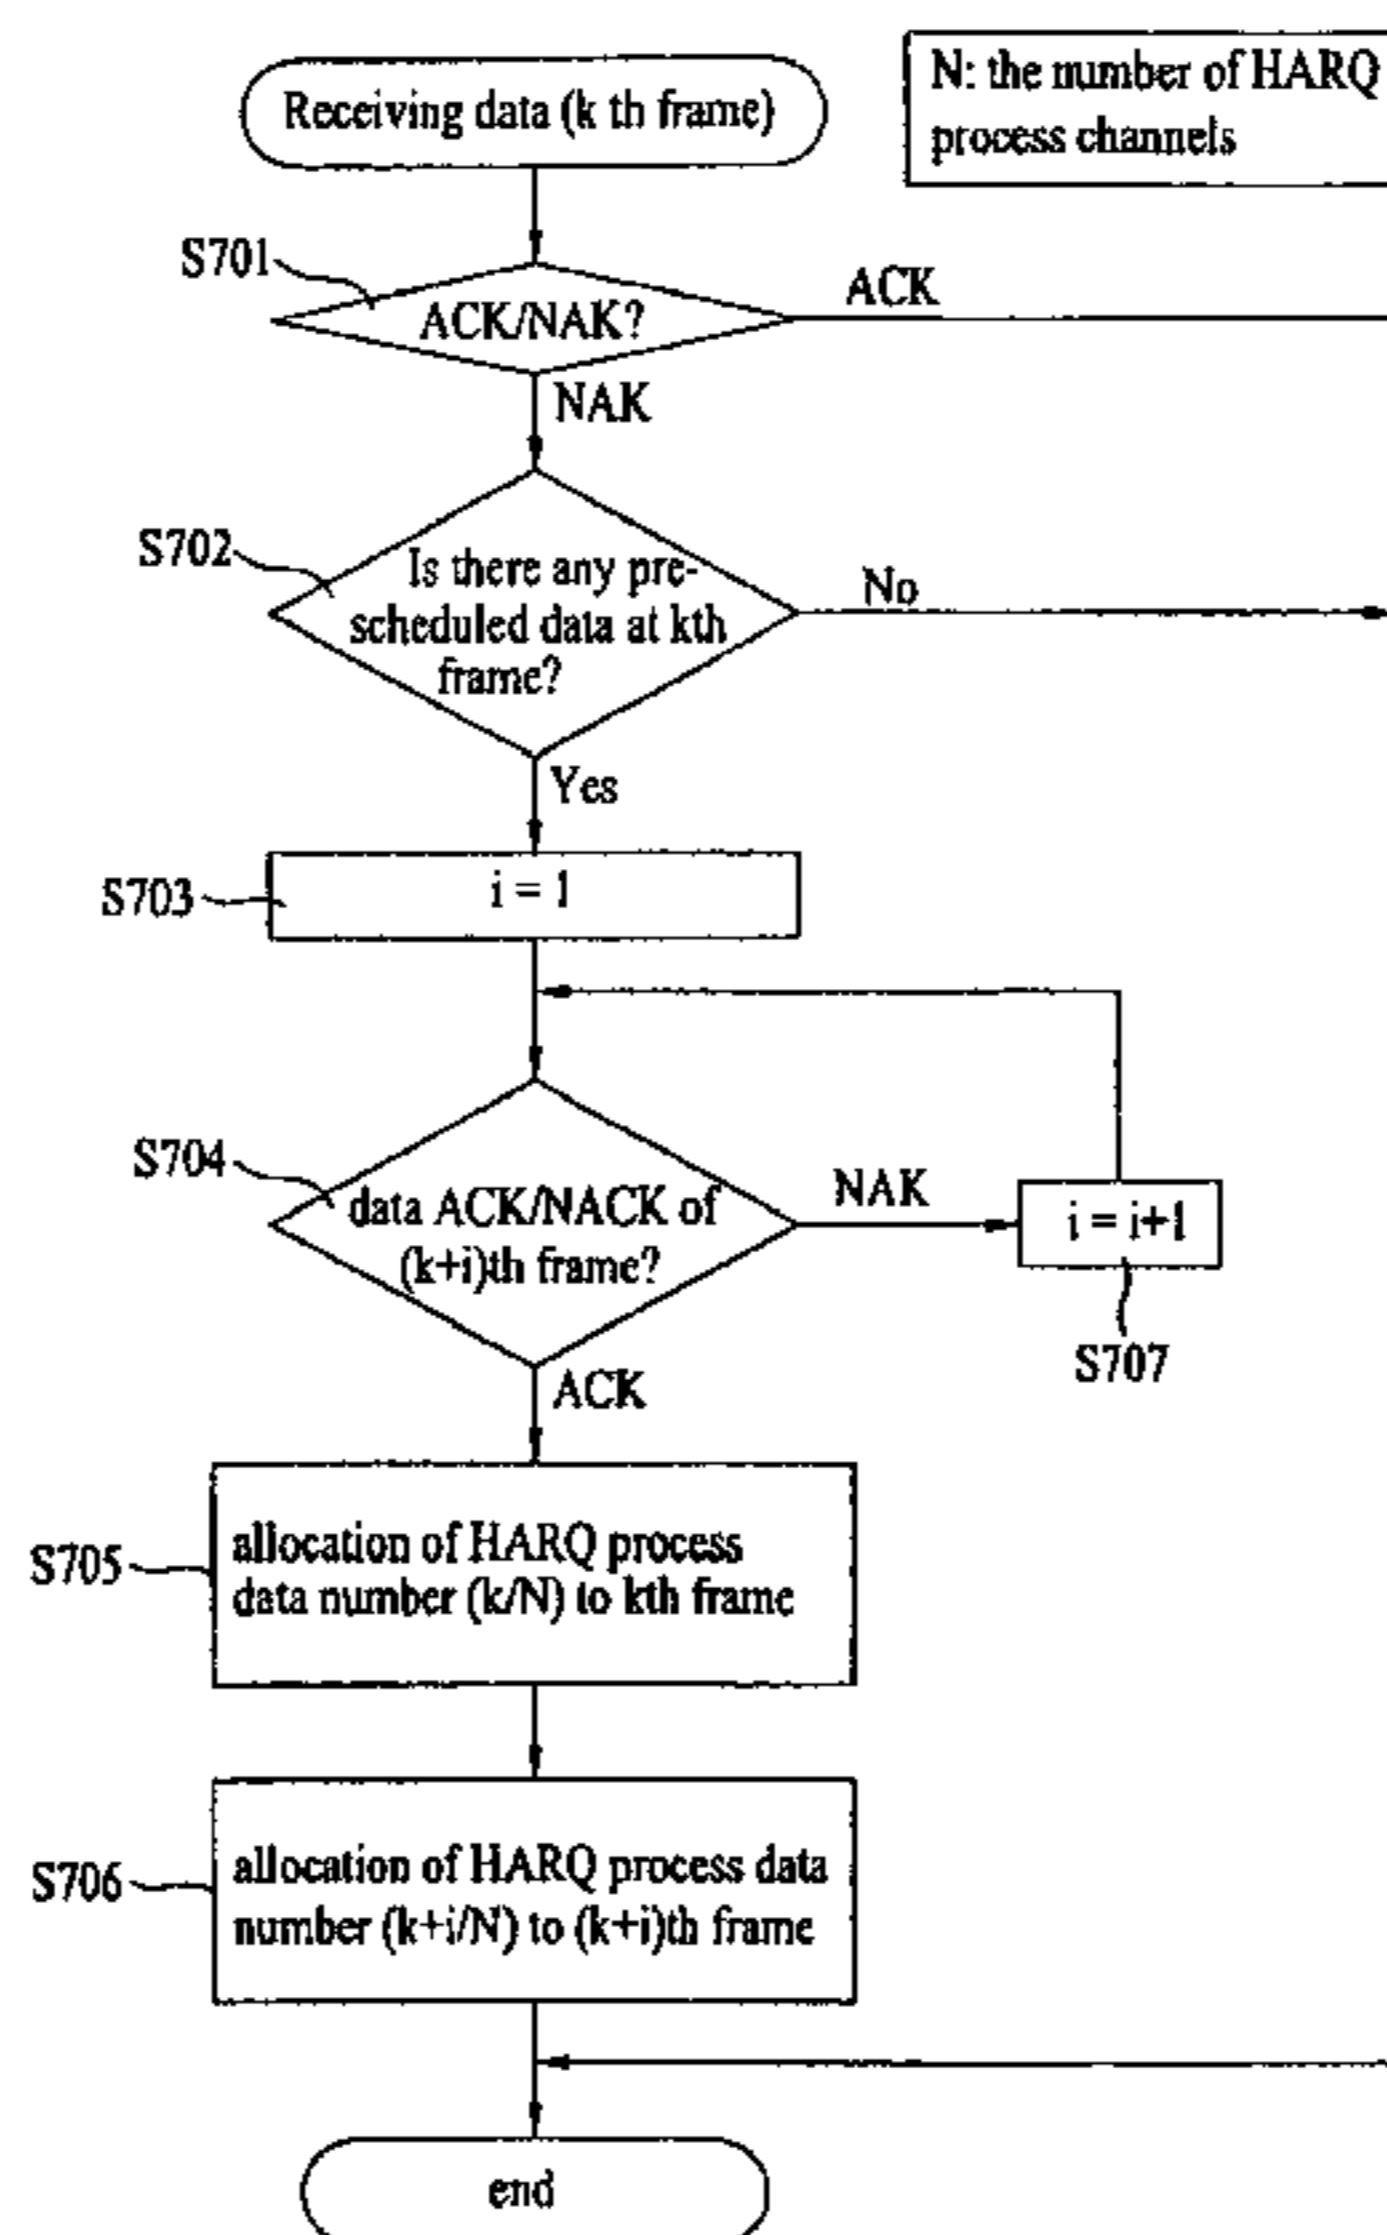 Receiving data (k th frame)
N: the number of HARQ
process channels
S701
ACK/NAK?
ACK
NAK
S702
Is there any pre-
scheduled data at kth
frame?
No
Yes
S703
i = 1
S704
data ACK/NACK of
(k+i)th frame?
NAK
i = i+1
S707
ACK
S705
allocation of HARQ process
data number (k/N) to kth frame
S706
allocation of HARQ process data
number (k+i/N) to (k+i)th frame
end